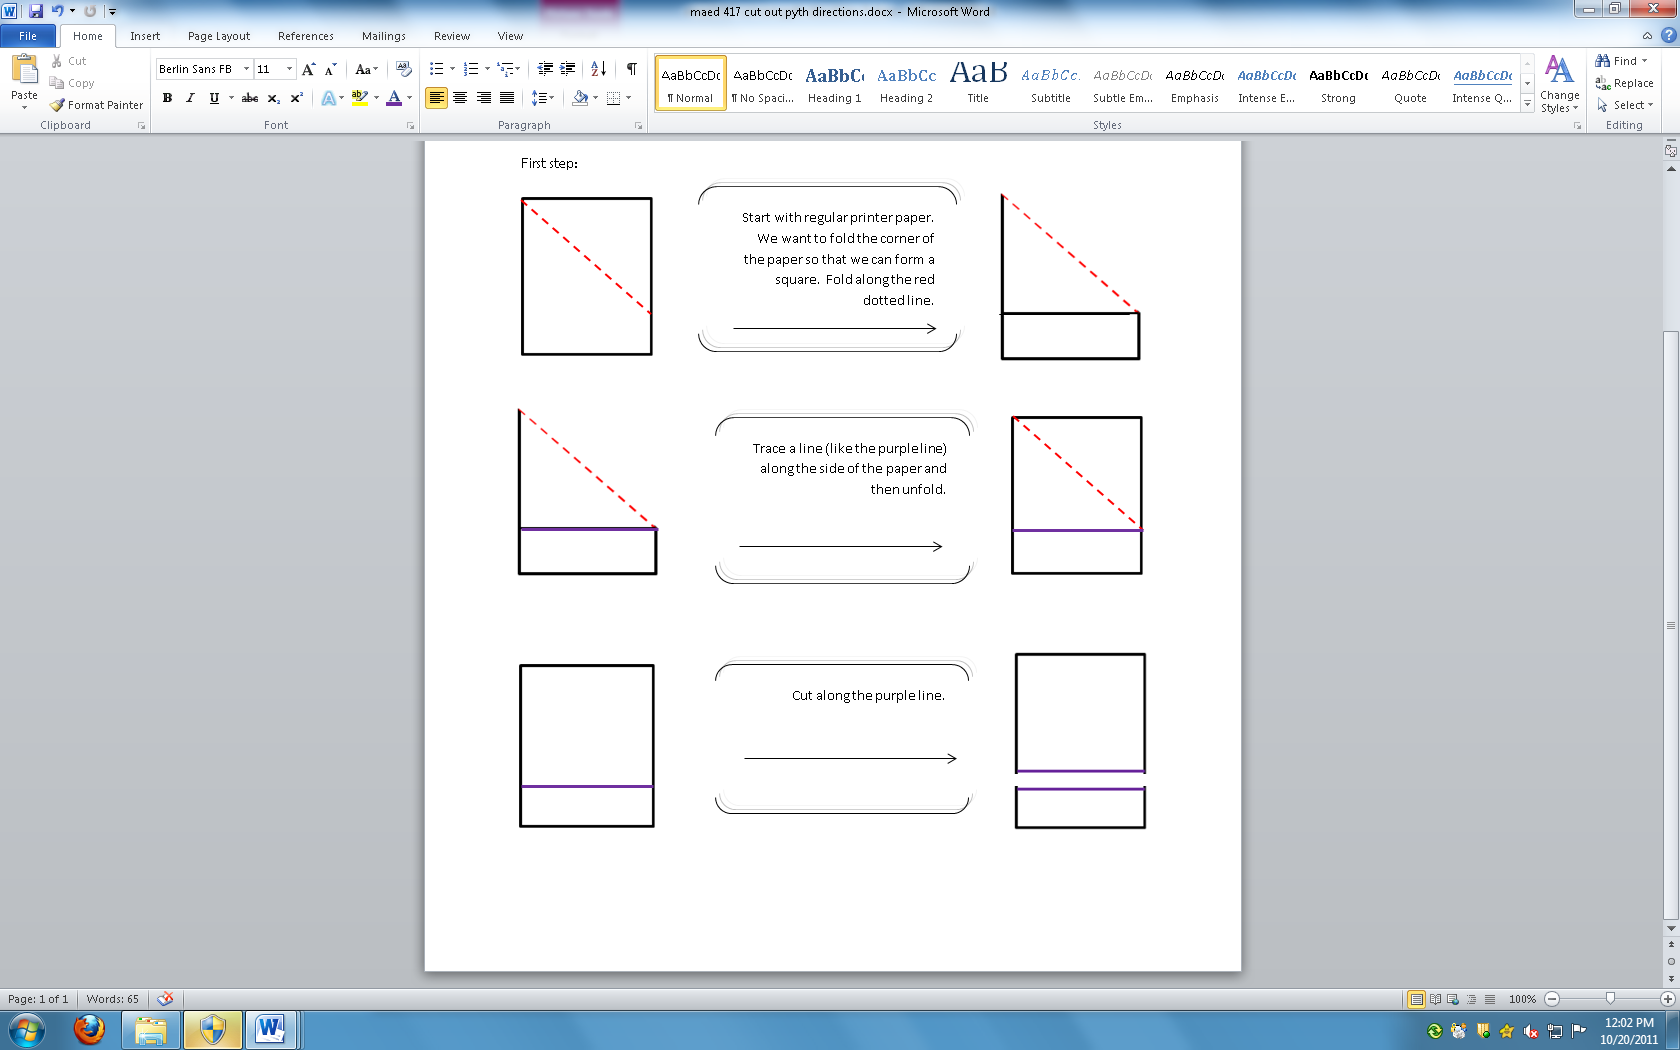 maed 417 cut out pyth directions.docx - Microsoft Word
File Home Insert Page Layout References Mailings Review View
Paste
Cut
Copy
Format Painter
Clipboard
Berlin Sans FB 11 Aa
B I U abc x₂ x² A ab A
Font
Paragraph
AaBbCcDc AaBbCcDc AaBbCc AaBbCc AaB AaBbCc. AaBbCcDc AaBbCcDc AaBbCcDc AaBbCcDc AaBbCcDc AaBbCcDc
¶ Normal ¶ No Spaci... Heading 1 Heading 2 Title Subtitle Subtle Em... Emphasis Intense E... Strong Quote Intense Q...
Styles
Change
Styles
Find
Replace
Select
Editing
First step:
Start with regular printer paper.
We want to fold the corner of
the paper so that we can form a
square. Fold along the red
dotted line.
Trace a line (like the purple line)
along the side of the paper and
then unfold.
Cut along the purple line.
Page: 1 of 1 Words: 65
100%
12:02 PM
10/20/2011